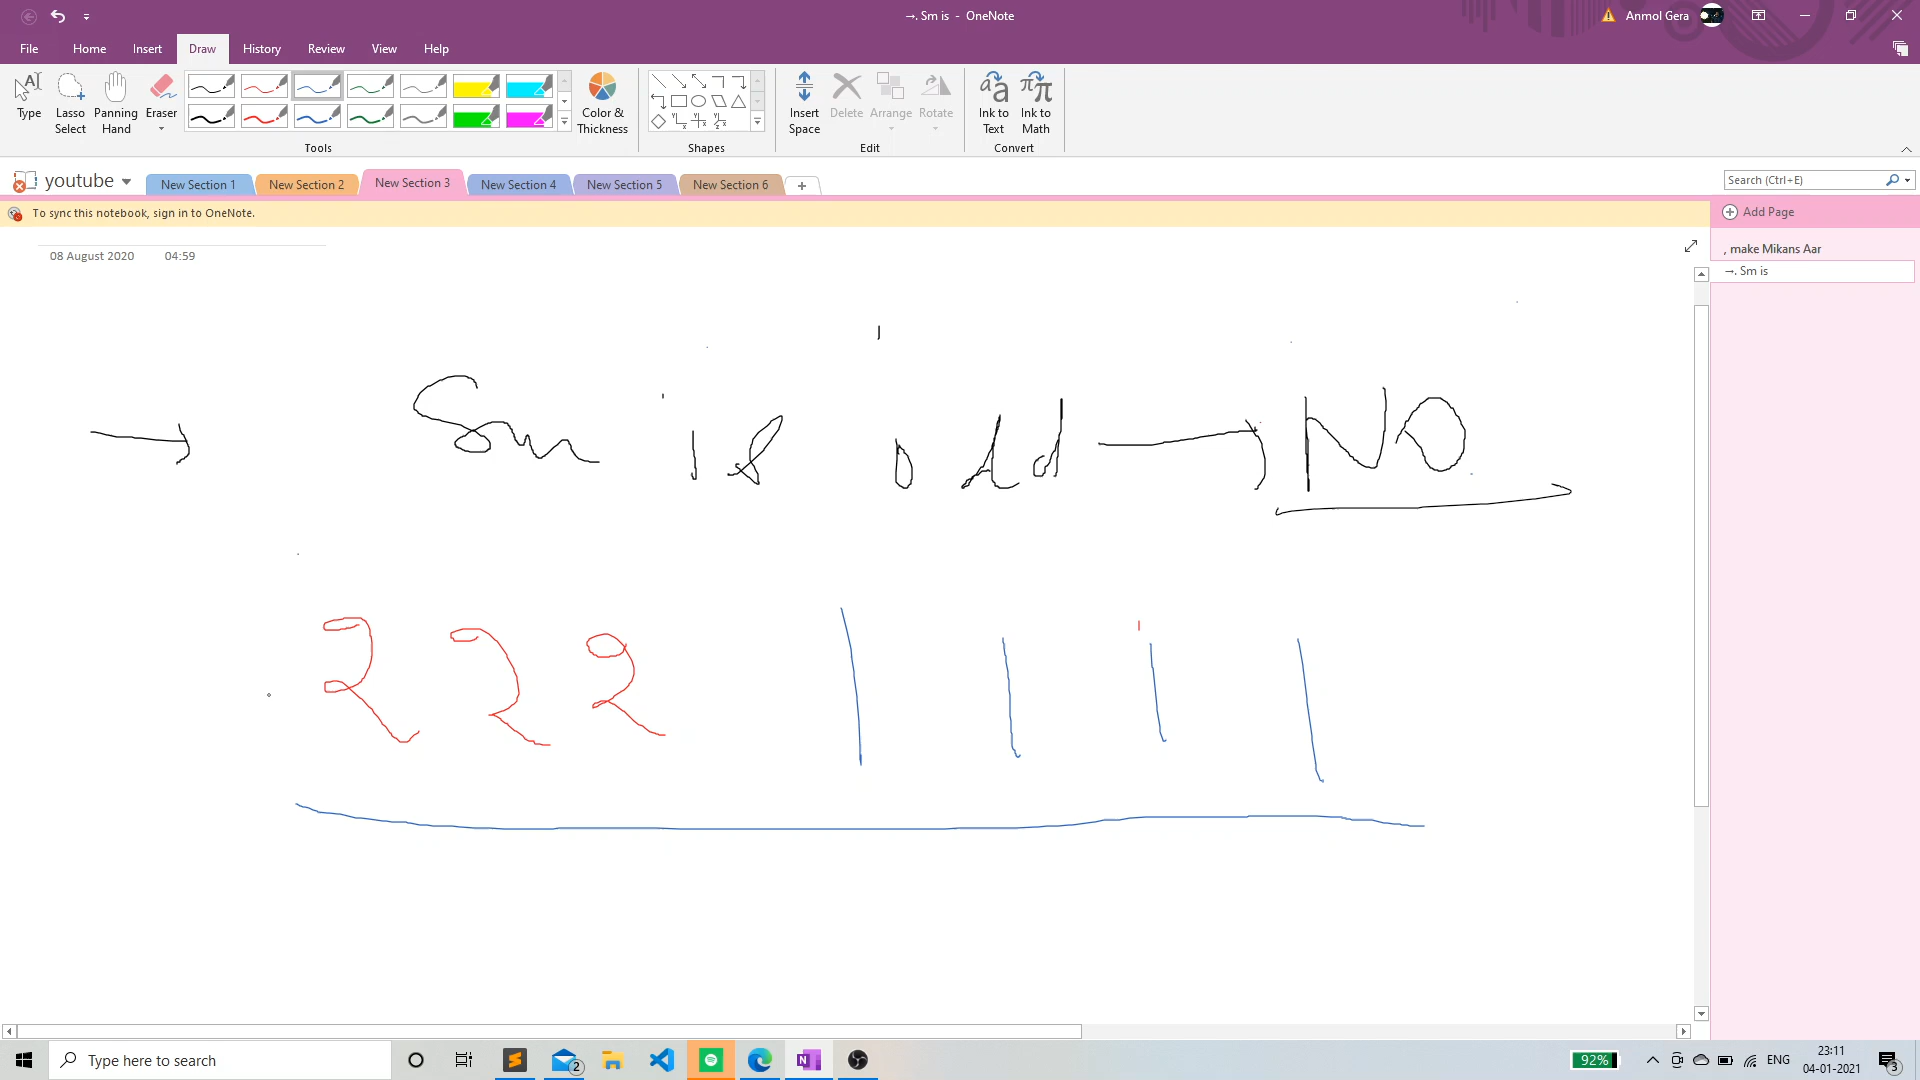 →. Sm is - OneNote
Anmol Gera
File Home Insert Draw History Review View Help
Type
Lasso Select
Panning Hand
Eraser
Color & Thickness
Insert Space
Delete
Arrange
Rotate
Ink to Text
Ink to Math
Tools
Shapes
Edit
Convert
youtube
New Section 1 New Section 2 New Section 3 New Section 4 New Section 5 New Section 6
Search (Ctrl+E)
To sync this notebook, sign in to OneNote.
Add Page
08 August 2020 04:59
, make Mikans Aar
→. Sm is
→ Sm is odd → NO
2 2 2 1 1 1 1
Type here to search
2
92%
ENG
23:11
04-01-2021
3